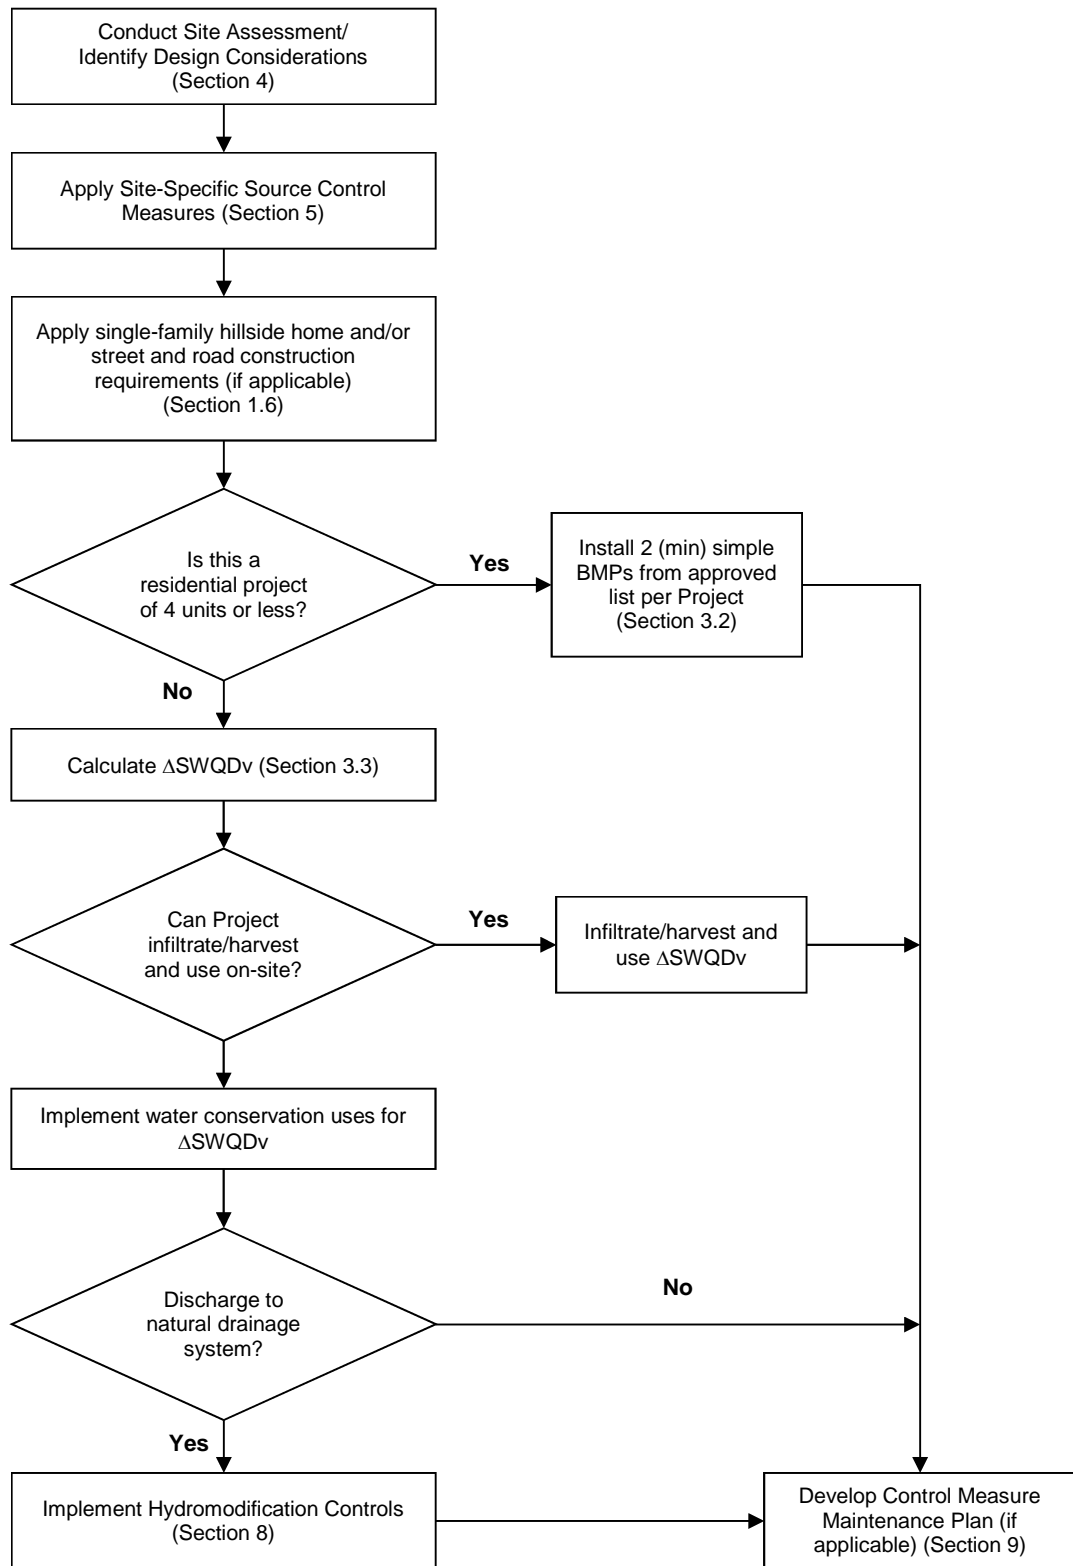 Conduct Site Assessment/
Identify Design Considerations
(Section 4)
Apply Site-Specific Source Control
Measures (Section 5)
Apply single-family hillside home and/or
street and road construction
requirements (if applicable)
(Section 1.6)
Is this a
residential project
of 4 units or less?
Yes
Install 2 (min) simple
BMPs from approved
list per Project
(Section 3.2)
No
Calculate ∆SWQDv (Section 3.3)
Can Project
infiltrate/harvest
and use on-site?
Yes
Infiltrate/harvest and
use ∆SWQDv
Implement water conservation uses for
∆SWQDv
Discharge to
natural drainage
system?
No
Yes
Implement Hydromodification Controls
(Section 8)
Develop Control Measure
Maintenance Plan (if
applicable) (Section 9)